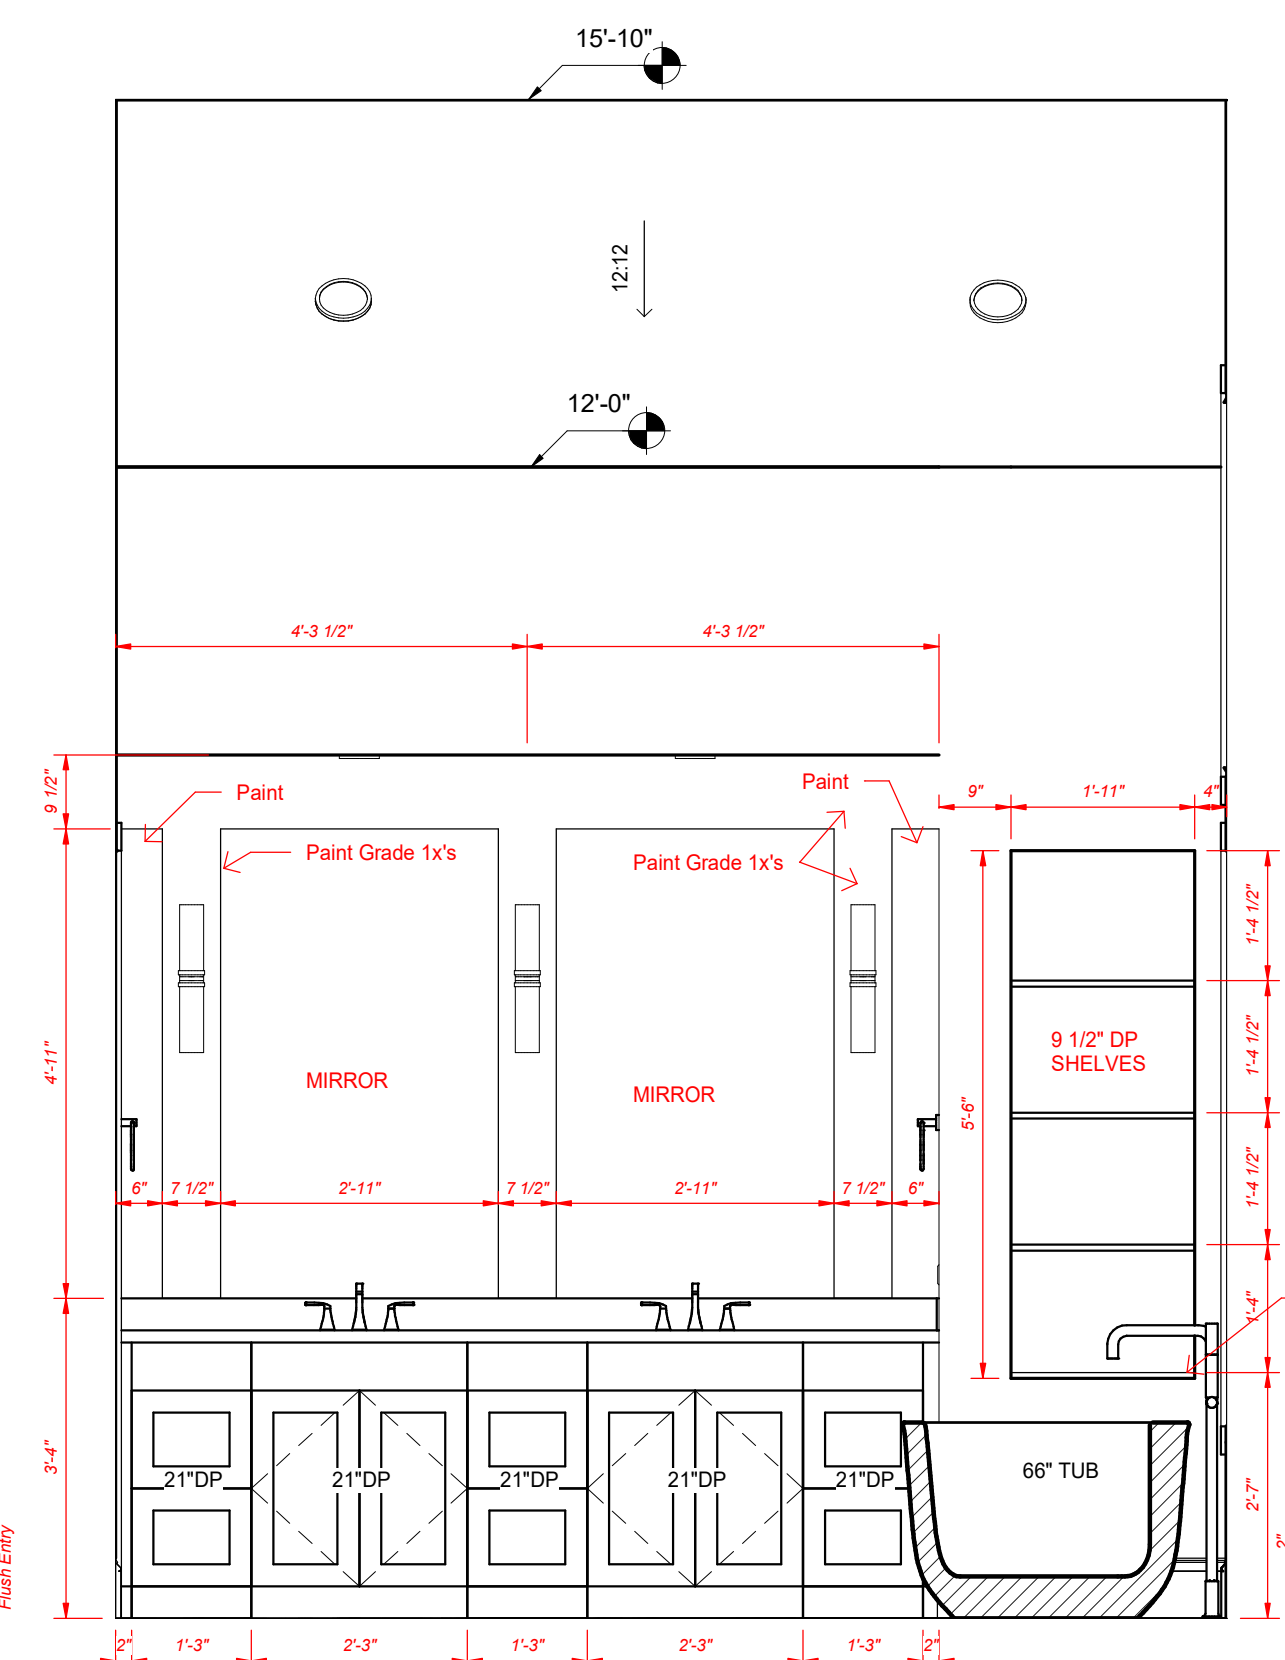 15'-10"
12:12
12'-0"
4'-3 1/2"
4'-3 1/2"
9 1/2"
Paint
Paint
9"
1'-11"
4"
Paint Grade 1x's
Paint Grade 1x's
1'-4 1/2"
4'-11"
MIRROR
MIRROR
9 1/2" DP
SHELVES
1'-4 1/2"
5'-6"
6"
7 1/2"
2'-11"
7 1/2"
2'-11"
7 1/2"
6"
1'-4 1/2"
1'-4"
3'-4"
21"DP
21"DP
21"DP
21"DP
21"DP
66" TUB
2'-7"
2"
Flush Entry
2"
1'-3"
2'-3"
1'-3"
2'-3"
1'-3"
2"